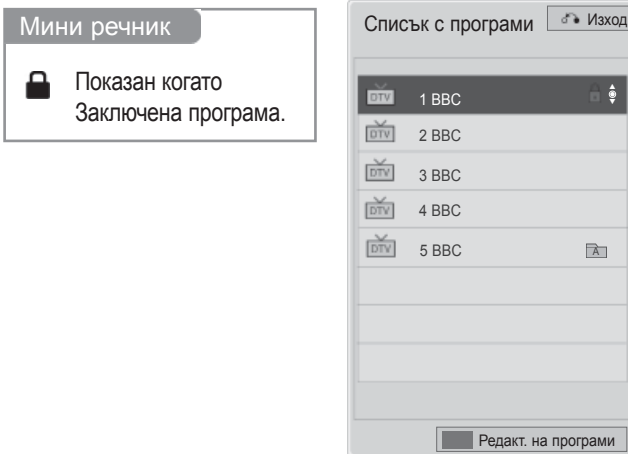 Мини речник
Показан когато
Заключена програма.
Списък с програми
Изход
DTV 1 BBC
DTV 2 BBC
DTV 3 BBC
DTV 4 BBC
DTV 5 BBC A
Редакт. на програми